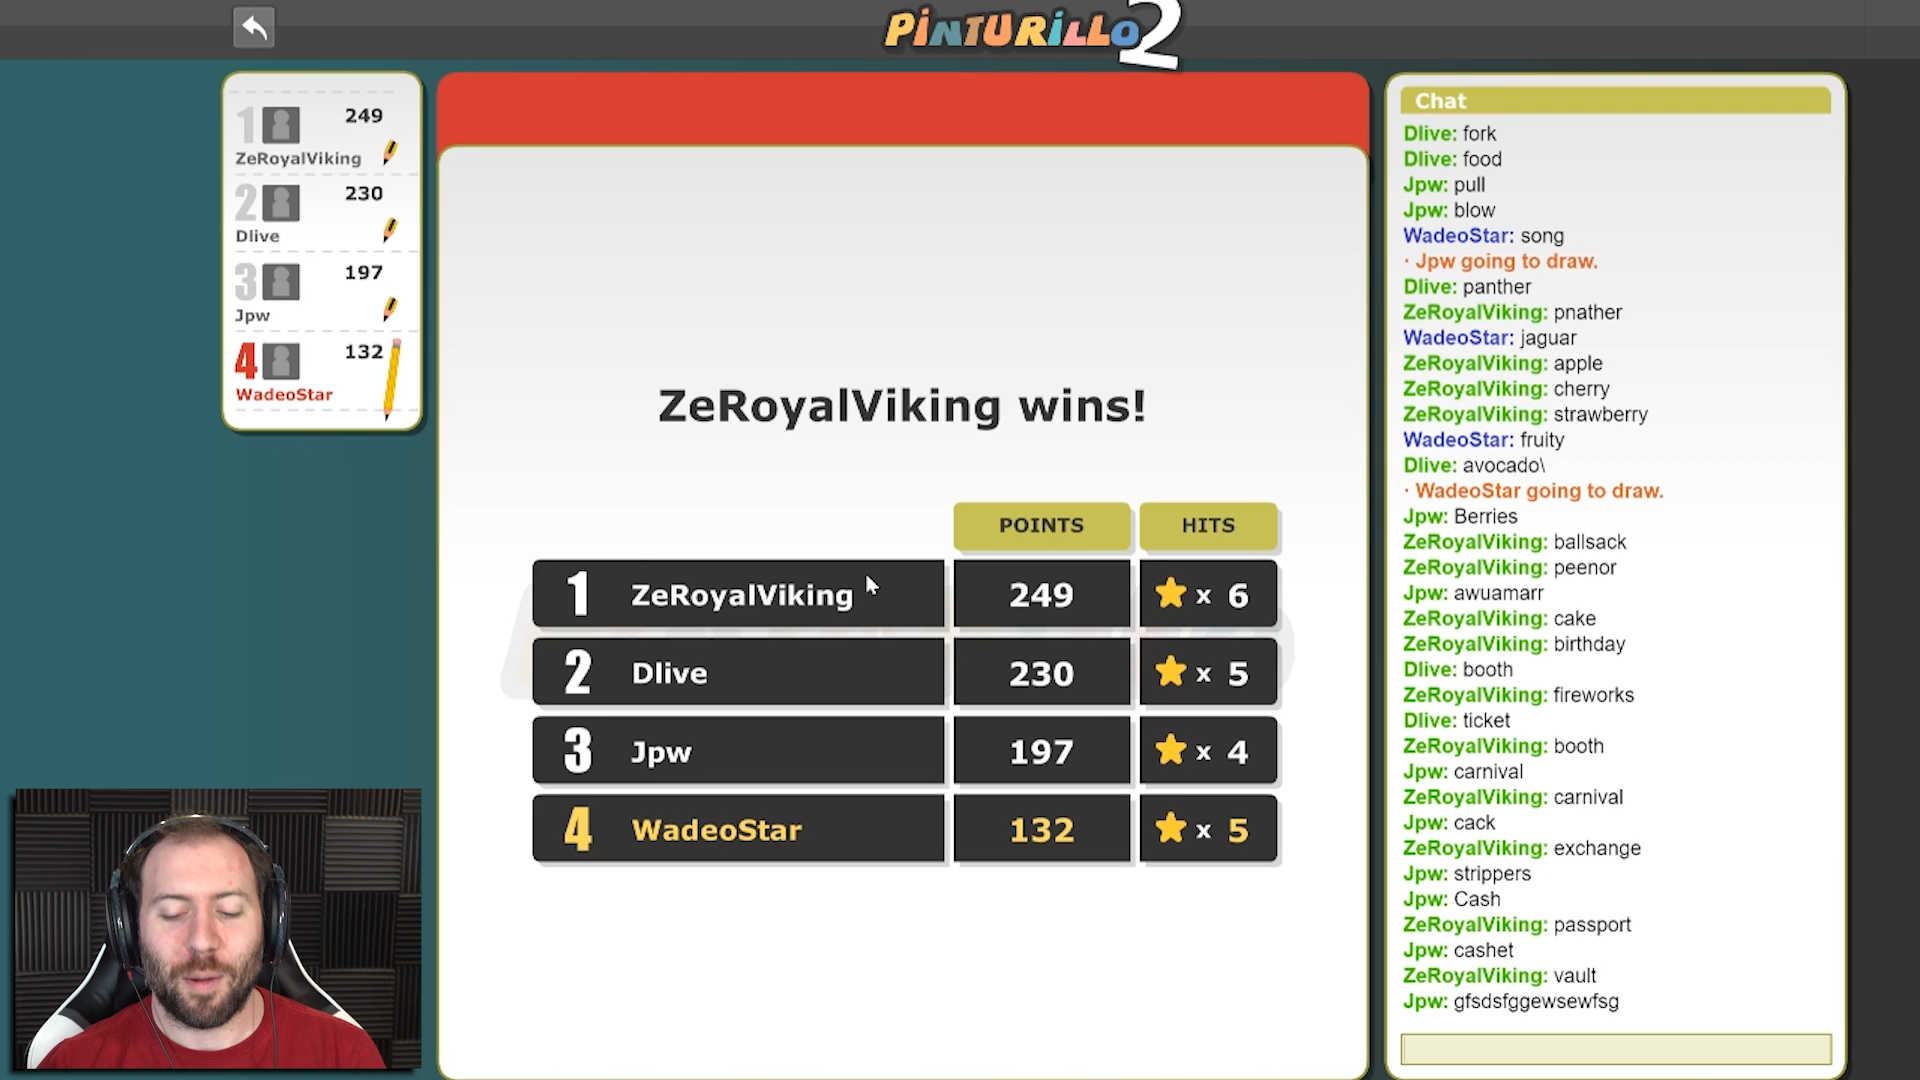 PINTURILLO 2
1 249
ZeRoyalViking
2 230
Dlive
3 197
Jpw
4 132
WadeoStar
ZeRoyalViking wins!
POINTS HITS
1 ZeRoyalViking 249 x 6
2 Dlive 230 x 5
3 Jpw 197 x 4
4 WadeoStar 132 x 5
Chat
Dlive: fork
Dlive: food
Jpw: pull
Jpw: blow
WadeoStar: song
· Jpw going to draw.
Dlive: panther
ZeRoyalViking: pnather
WadeoStar: jaguar
ZeRoyalViking: apple
ZeRoyalViking: cherry
ZeRoyalViking: strawberry
WadeoStar: fruity
Dlive: avocado\
· WadeoStar going to draw.
Jpw: Berries
ZeRoyalViking: ballsack
ZeRoyalViking: peenor
Jpw: awuamarr
ZeRoyalViking: cake
ZeRoyalViking: birthday
Dlive: booth
ZeRoyalViking: fireworks
Dlive: ticket
ZeRoyalViking: booth
Jpw: carnival
ZeRoyalViking: carnival
Jpw: cack
ZeRoyalViking: exchange
Jpw: strippers
Jpw: Cash
ZeRoyalViking: passport
Jpw: cashet
ZeRoyalViking: vault
Jpw: gfsdsfggewsewfsg